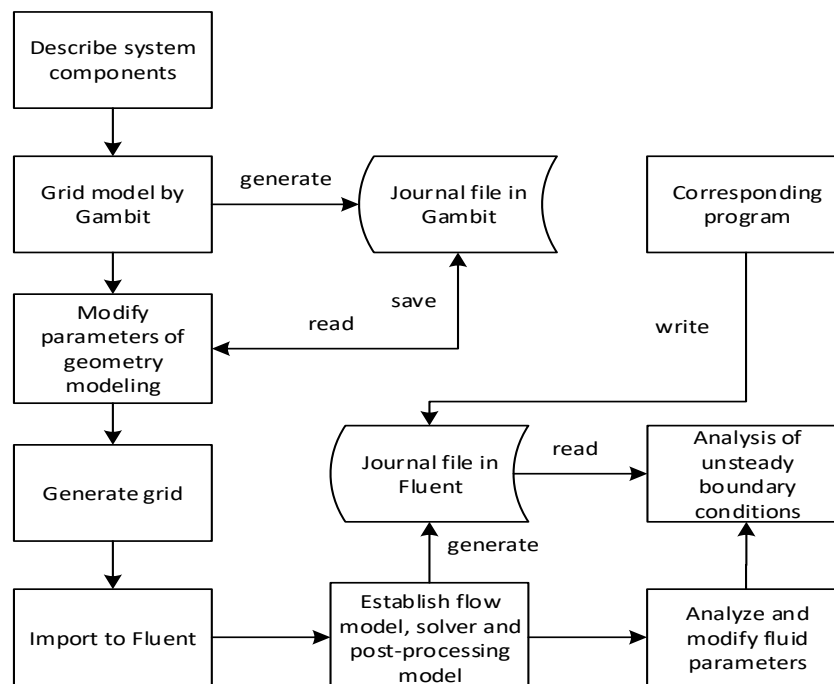 Describe system
components
Grid model by
Gambit
generate
Journal file in
Gambit
Corresponding
program
Modify
parameters of
geometry
modeling
read
save
write
Generate grid
Journal file in
Fluent
read
Analysis of
unsteady
boundary
conditions
generate
Import to Fluent
Establish flow
model, solver and
post-processing
model
Analyze and
modify fluid
parameters